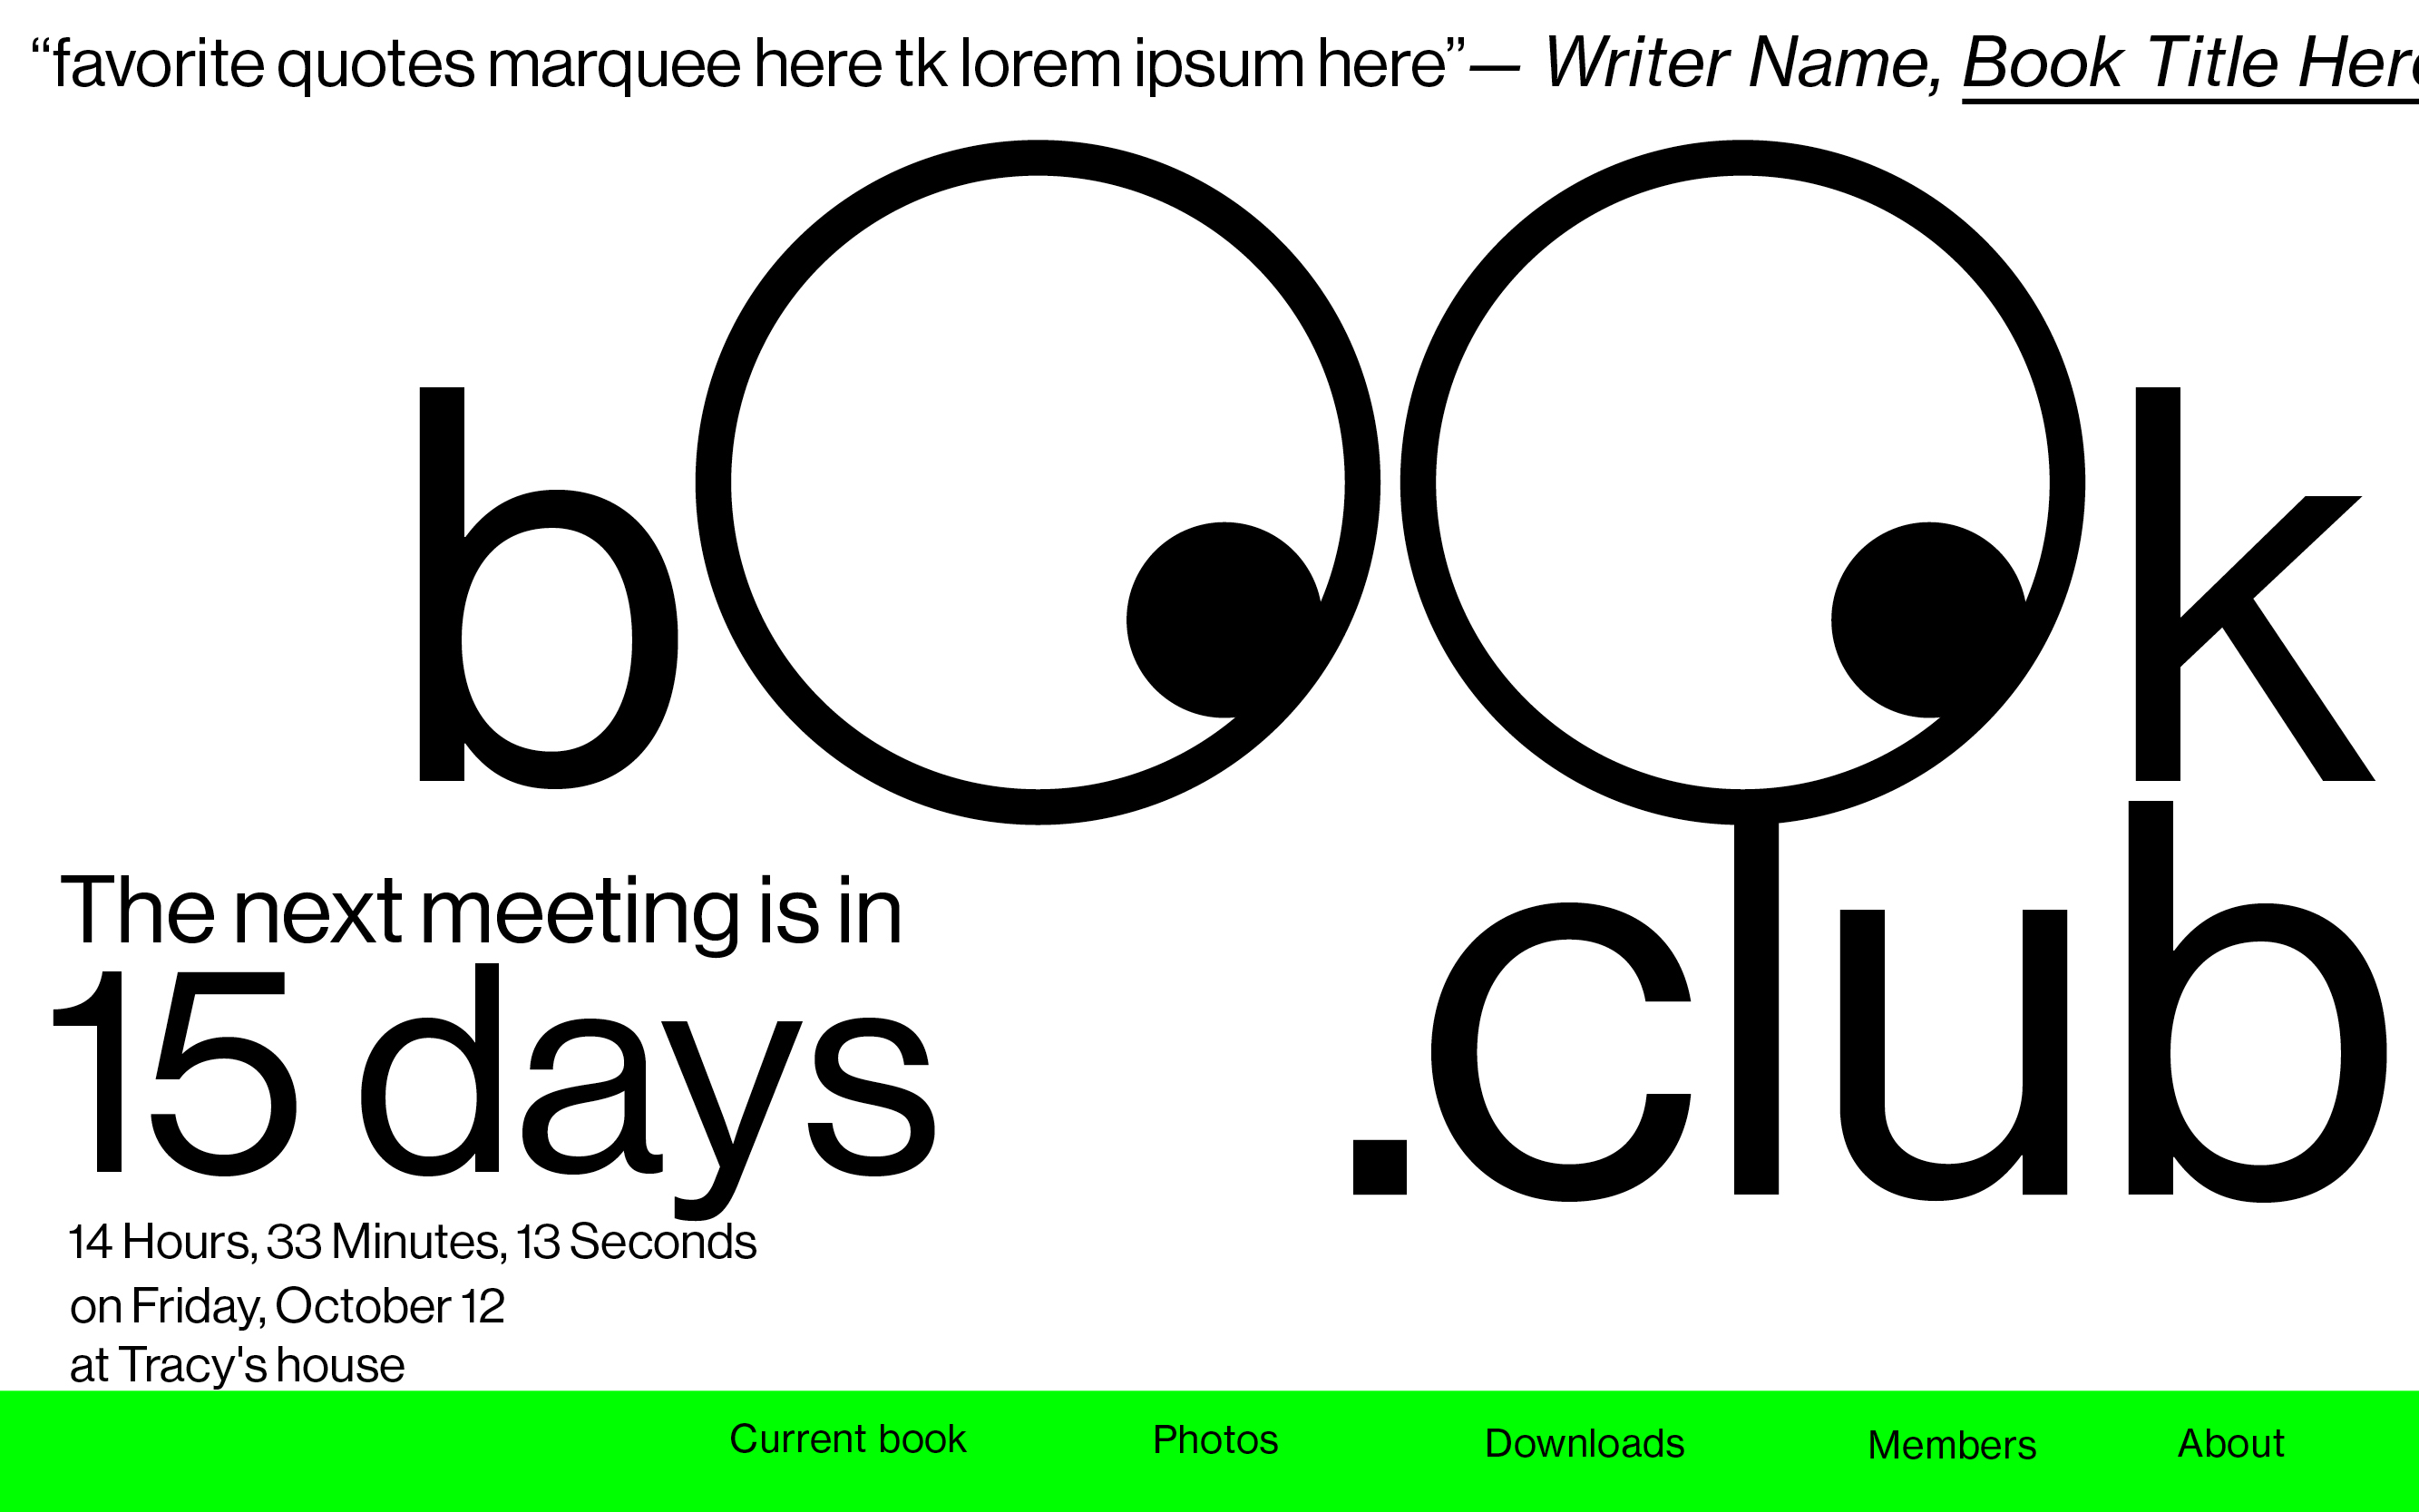 “favorite quotes marquee here tk lorem ipsum here”— Writer Name, Book Title Her
book
.club
The next meeting is in
15 days
14 Hours, 33 Minutes, 13 Seconds
on Friday, October 12
at Tracy's house
Current book Photos Downloads Members About